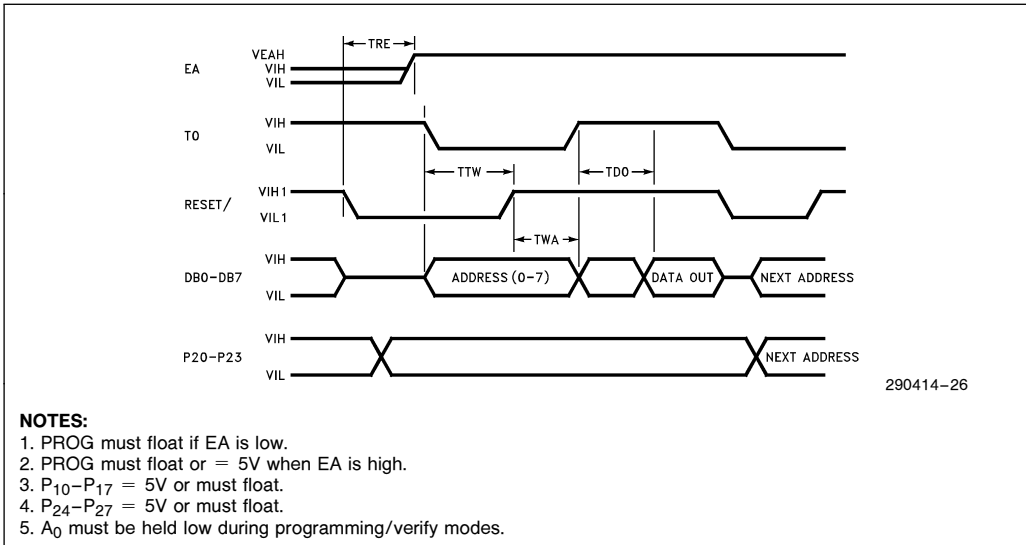 TRE
VEAH
EA
VIH
VIL
T0
VIH
VIL
TTW
TDO
RESET/
VIH1
VIL1
TWA
DB0-DB7
VIH
VIL
ADDRESS (0-7)
DATA OUT
NEXT ADDRESS
P20-P23
VIH
VIL
NEXT ADDRESS
290414-26
NOTES:
1. PROG must float if EA is low.
2. PROG must float or = 5V when EA is high.
3. P10–P17 = 5V or must float.
4. P24–P27 = 5V or must float.
5. A0 must be held low during programming/verify modes.